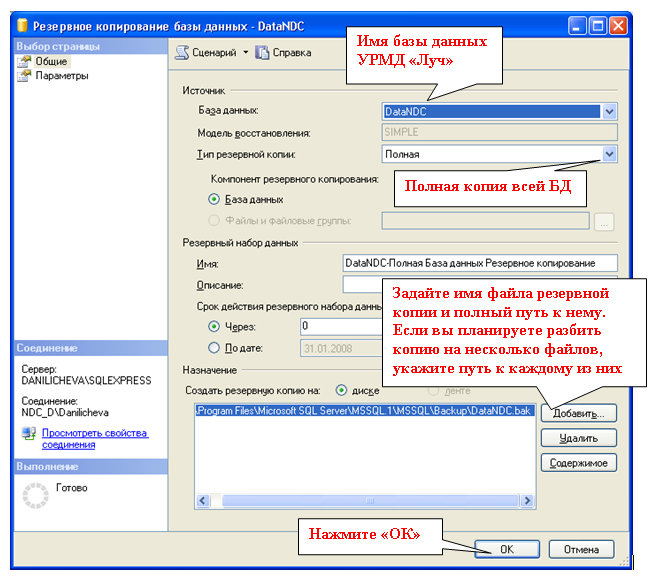 Резервное копирование базы данных - DataNDC
Выбор страницы
Общие
Параметры
Сценарий
Справка
Имя базы данных
УРМД «Луч»
Источник
База данных:
DataNDC
Модель восстановления:
SIMPLE
Тип резервной копии:
Полная
Полная копия всей БД
Компонент резервного копирования:
База данных
Файлы и файловые группы:
...
Резервный набор данных
Имя:
DataNDC-Полная База данных Резервное копирование
Описание:
Задайте имя файла резервной
копии и полный путь к нему.
Если вы планируете разбить
копию на несколько файлов,
укажите путь к каждому из них
Срок действия резервного набора данн
Через:
0
По дате:
31.01.2008
Соединение
Сервер:
DANILICHEVA\SQLEXPRESS
Соединение:
NDC_D\Danilicheva
Просмотреть свойства
соединения
Выполнение
Готово
Назначение
Создать резервную копию на:
диске
ленте
\Program Files\Microsoft SQL Server\MSSQL.1\MSSQL\Backup\DataNDC.bak
Добавить...
Удалить
Содержимое
Нажмите «ОК»
ОК
Отмена